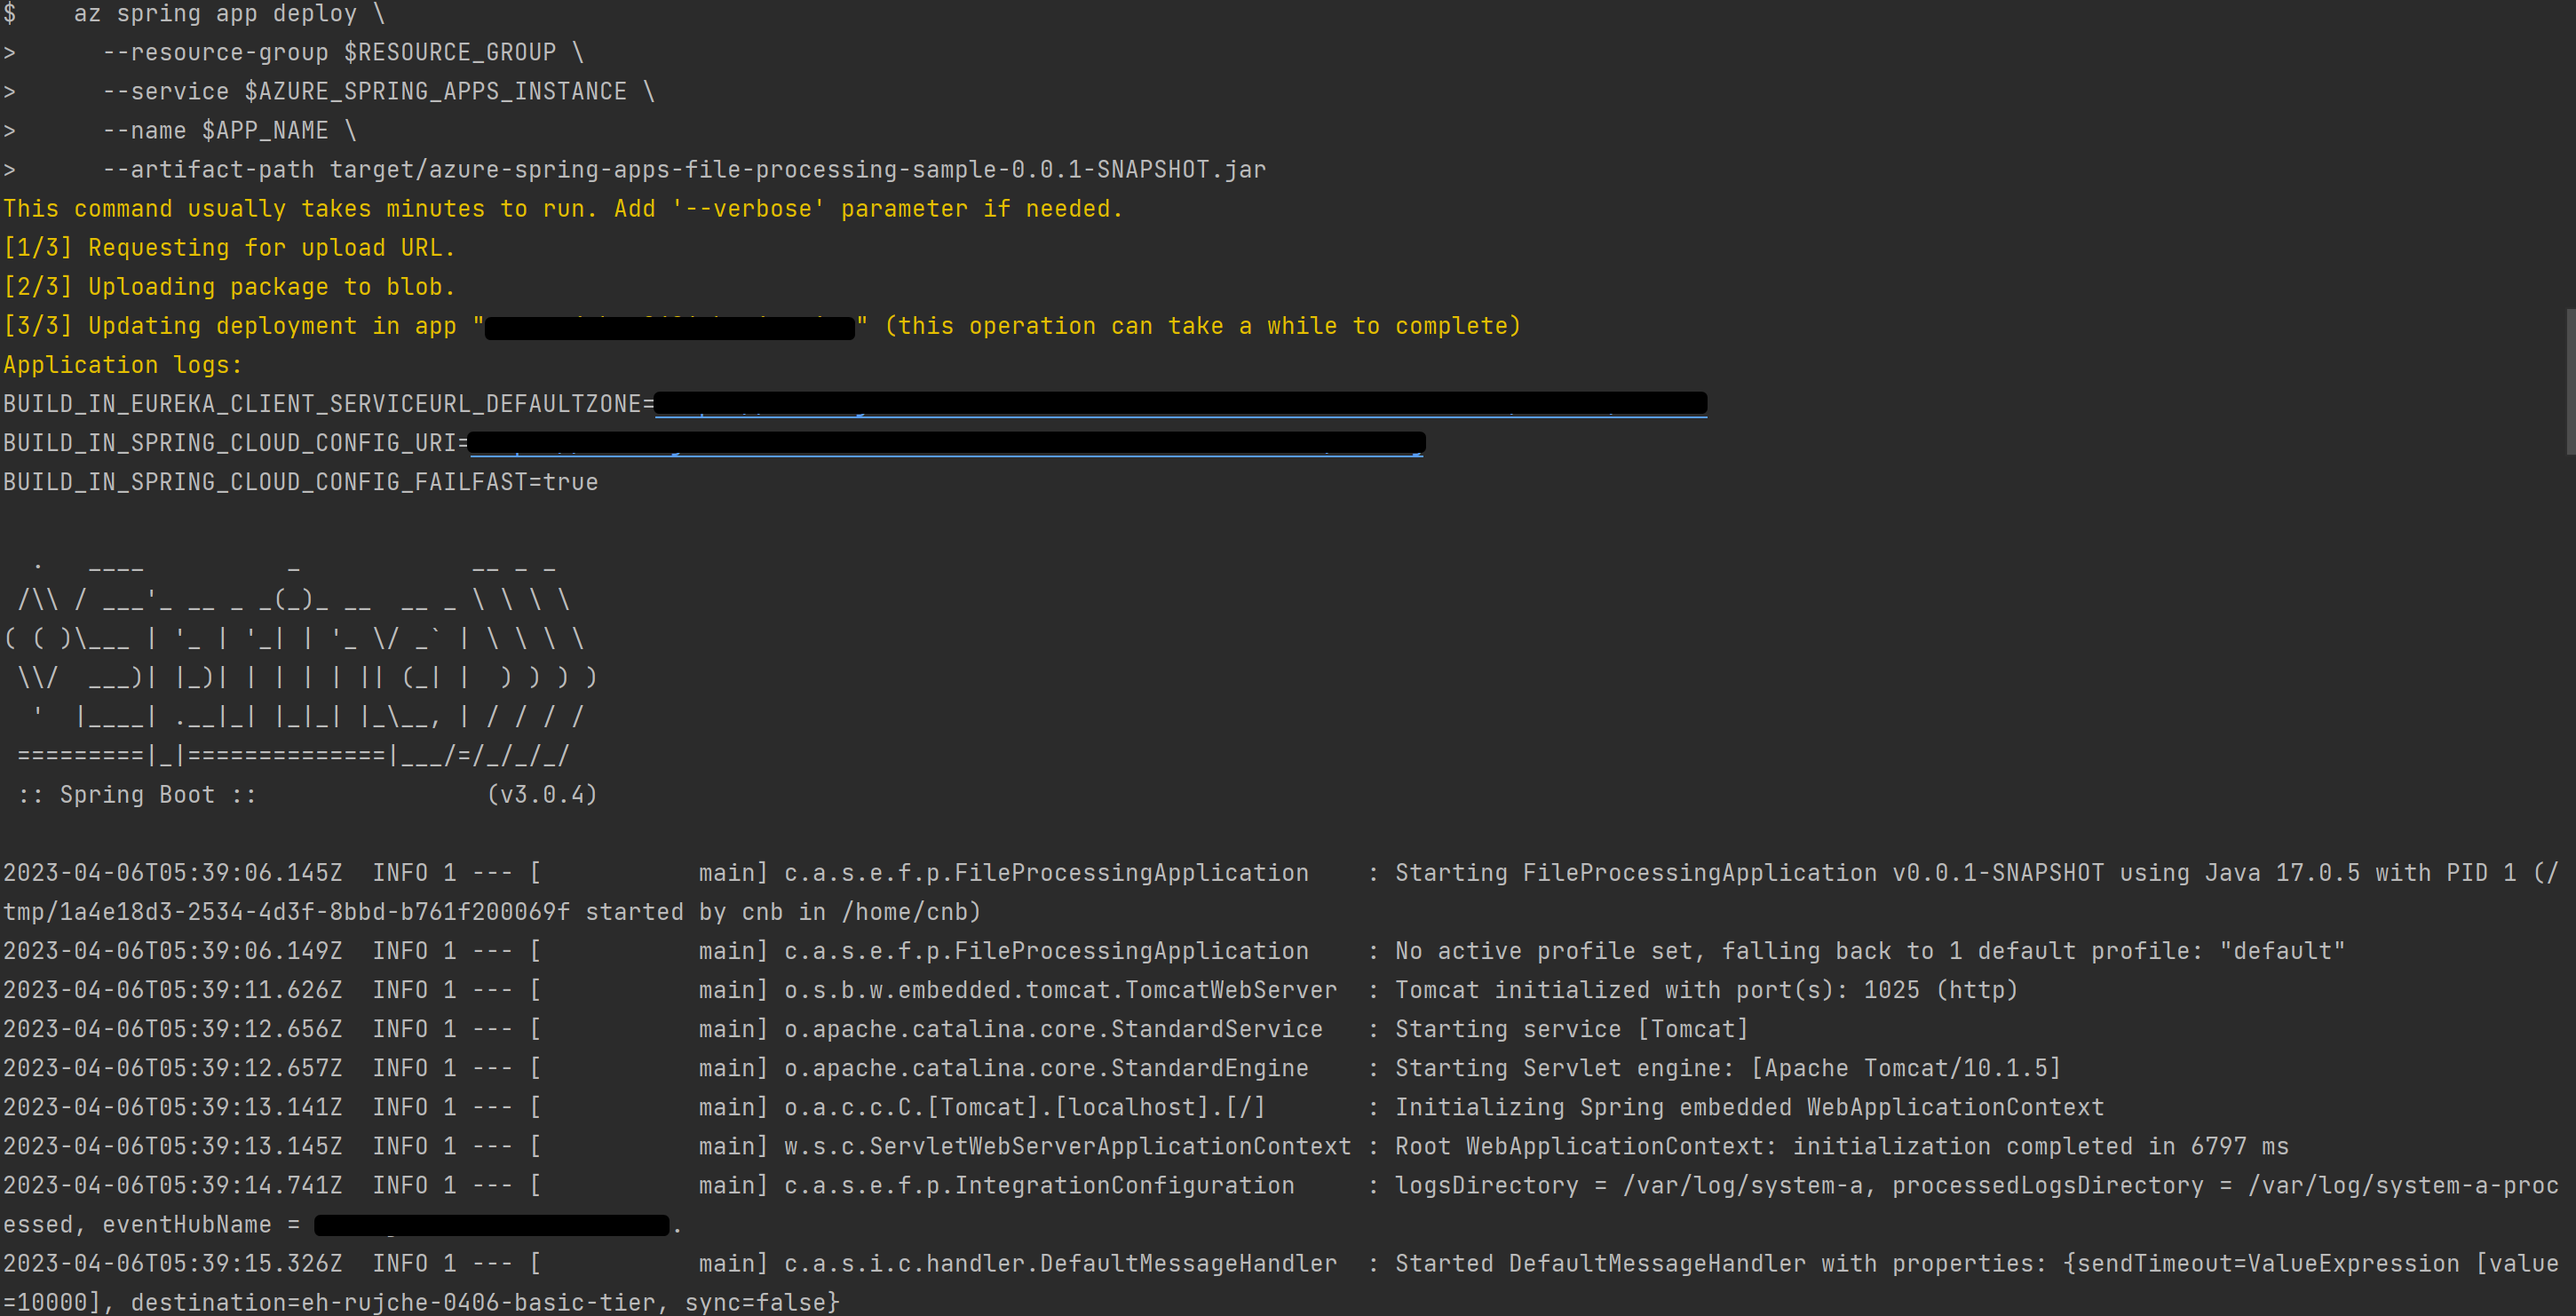 $    az spring app deploy \
>      --resource-group $RESOURCE_GROUP \
>      --service $AZURE_SPRING_APPS_INSTANCE \
>      --name $APP_NAME \
>      --artifact-path target/azure-spring-apps-file-processing-sample-0.0.1-SNAPSHOT.jar
This command usually takes minutes to run. Add '--verbose' parameter if needed.
[1/3] Requesting for upload URL.
[2/3] Uploading package to blob.
[3/3] Updating deployment in app "" (this operation can take a while to complete)
Application logs:
BUILD_IN_EUREKA_CLIENT_SERVICEURL_DEFAULTZONE=
BUILD_IN_SPRING_CLOUD_CONFIG_URI=
BUILD_IN_SPRING_CLOUD_CONFIG_FAILFAST=true
  .   ____          _            __ _ _
 /\\ / ___'_ __ _ _(_)_ __  __ _ \ \ \ \
( ( )\___ | '_ | '_| | '_ \/ _` | \ \ \ \
 \\/  ___)| |_)| | | | | || (_| |  ) ) ) )
  '  |____| .__|_| |_|_| |_\__, | / / / /
 =========|_|==============|___/=/_/_/_/
 :: Spring Boot ::                (v3.0.4)
2023-04-06T05:39:06.145Z  INFO 1 --- [           main] c.a.s.e.f.p.FileProcessingApplication    : Starting FileProcessingApplication v0.0.1-SNAPSHOT using Java 17.0.5 with PID 1 (/
tmp/1a4e18d3-2534-4d3f-8bbd-b761f200069f started by cnb in /home/cnb)
2023-04-06T05:39:06.149Z  INFO 1 --- [           main] c.a.s.e.f.p.FileProcessingApplication    : No active profile set, falling back to 1 default profile: "default"
2023-04-06T05:39:11.626Z  INFO 1 --- [           main] o.s.b.w.embedded.tomcat.TomcatWebServer  : Tomcat initialized with port(s): 1025 (http)
2023-04-06T05:39:12.656Z  INFO 1 --- [           main] o.apache.catalina.core.StandardService   : Starting service [Tomcat]
2023-04-06T05:39:12.657Z  INFO 1 --- [           main] o.apache.catalina.core.StandardEngine    : Starting Servlet engine: [Apache Tomcat/10.1.5]
2023-04-06T05:39:13.141Z  INFO 1 --- [           main] o.a.c.c.C.[Tomcat].[localhost].[/]       : Initializing Spring embedded WebApplicationContext
2023-04-06T05:39:13.145Z  INFO 1 --- [           main] w.s.c.ServletWebServerApplicationContext : Root WebApplicationContext: initialization completed in 6797 ms
2023-04-06T05:39:14.741Z  INFO 1 --- [           main] c.a.s.e.f.p.IntegrationConfiguration     : logsDirectory = /var/log/system-a, processedLogsDirectory = /var/log/system-a-proc
essed, eventHubName = .
2023-04-06T05:39:15.326Z  INFO 1 --- [           main] c.a.s.i.c.handler.DefaultMessageHandler  : Started DefaultMessageHandler with properties: {sendTimeout=ValueExpression [value
=10000], destination=eh-rujche-0406-basic-tier, sync=false}